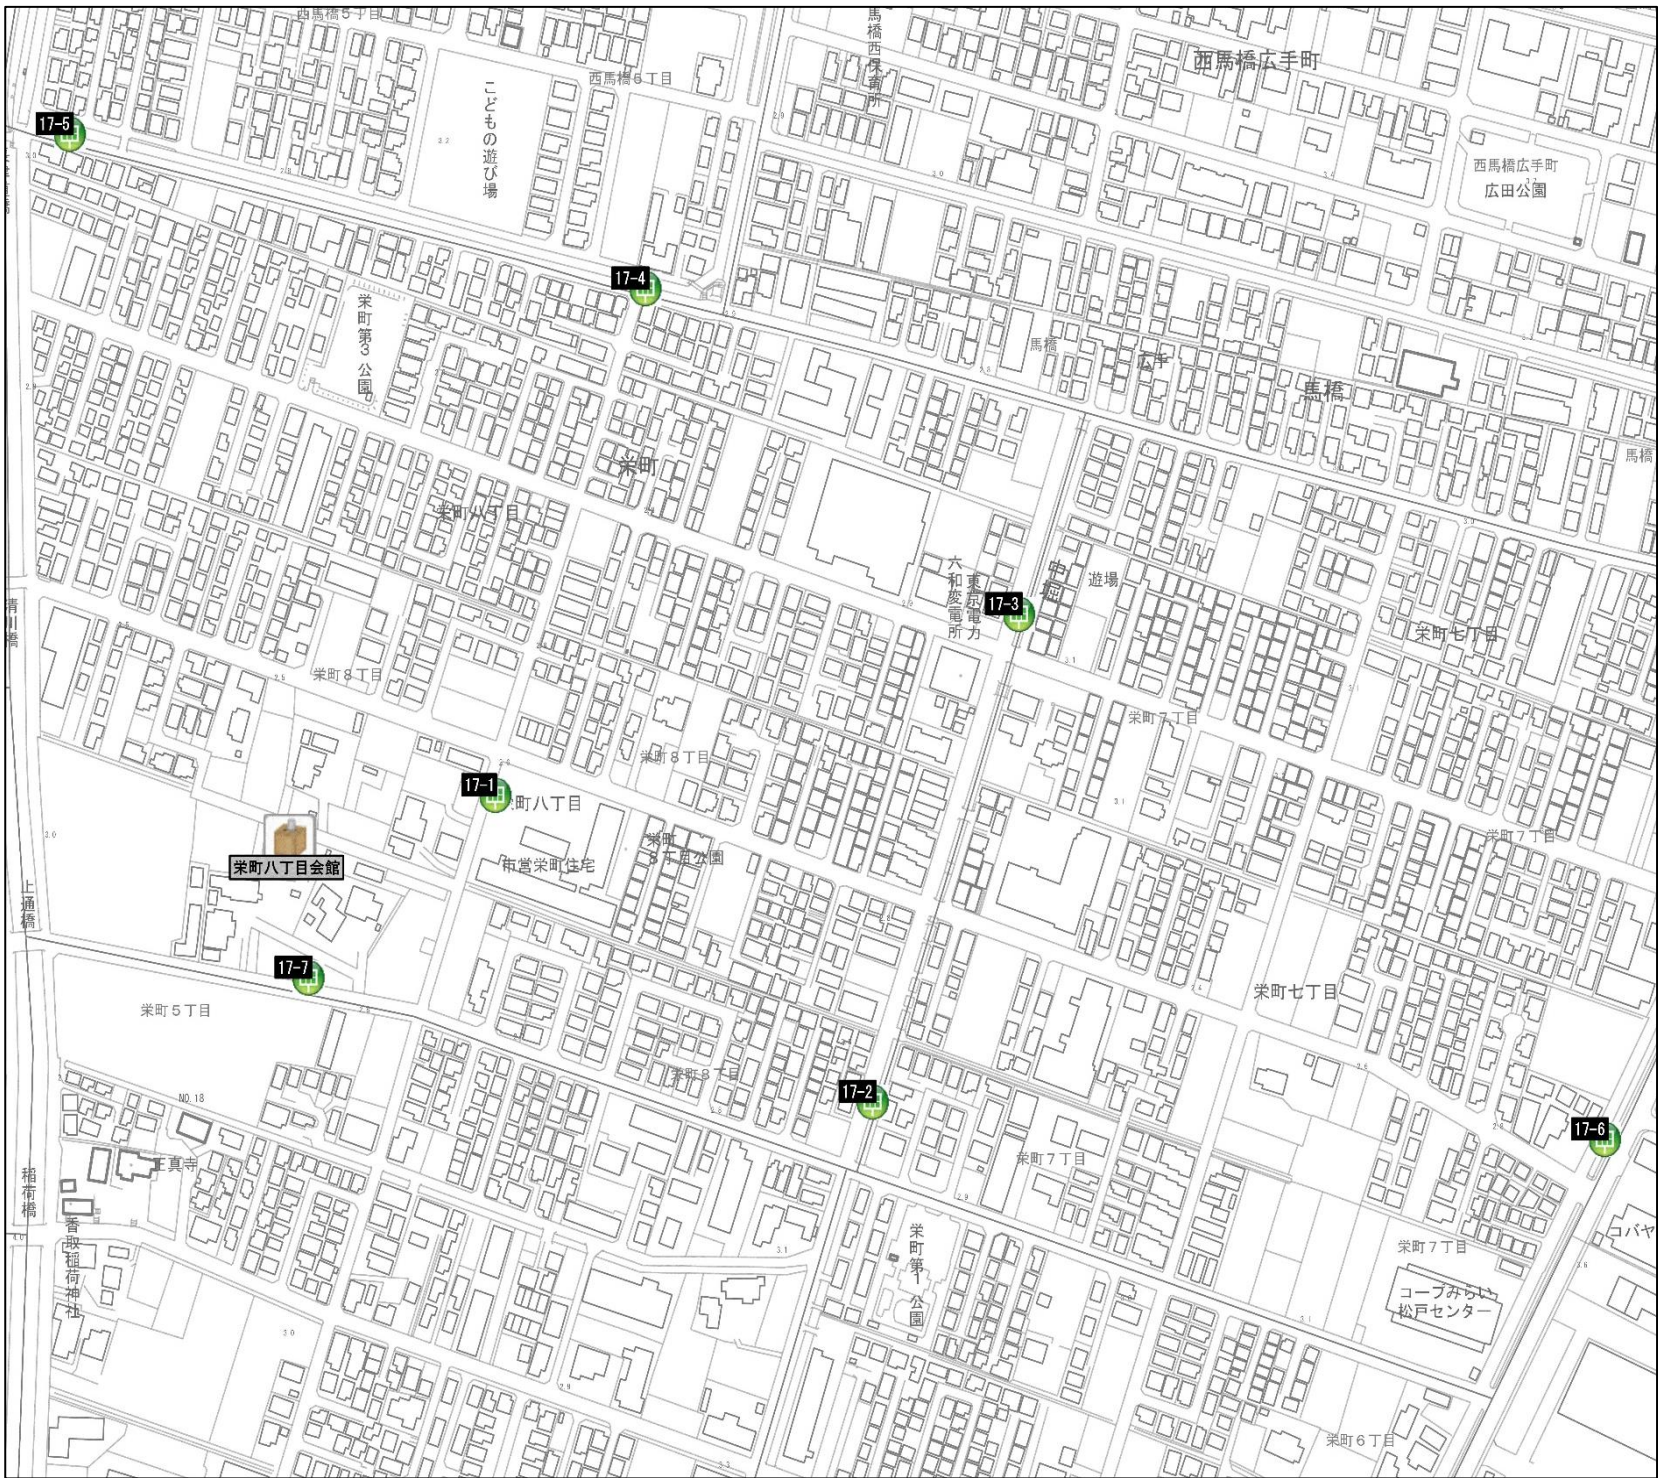 西馬橋5丁目
馬橋西保育所
西馬橋広手町
西馬橋5丁目
こどもの遊び場
17-5
西馬橋広手町
広田公園
17-4
栄町第3公園
馬橋
広手
馬橋
馬橋
栄町
栄町八丁目
六和変電所
東京電力
遊場
17-3
清川橋
栄町七丁目
栄町8丁目
栄町7丁目
栄町8丁目
17-1
町八丁目
栄町
8丁目公園
市営栄町住宅
栄町7丁目
栄町八丁目会館
上通橋
17-7
栄町七丁目
栄町5丁目
栄町8丁目
17-2
NO.18
17-6
正真寺
栄町7丁目
稲荷橋
香取稲荷神社
栄町第1公園
栄町7丁目
コバヤ
コープみらい
松戸センター
栄町6丁目